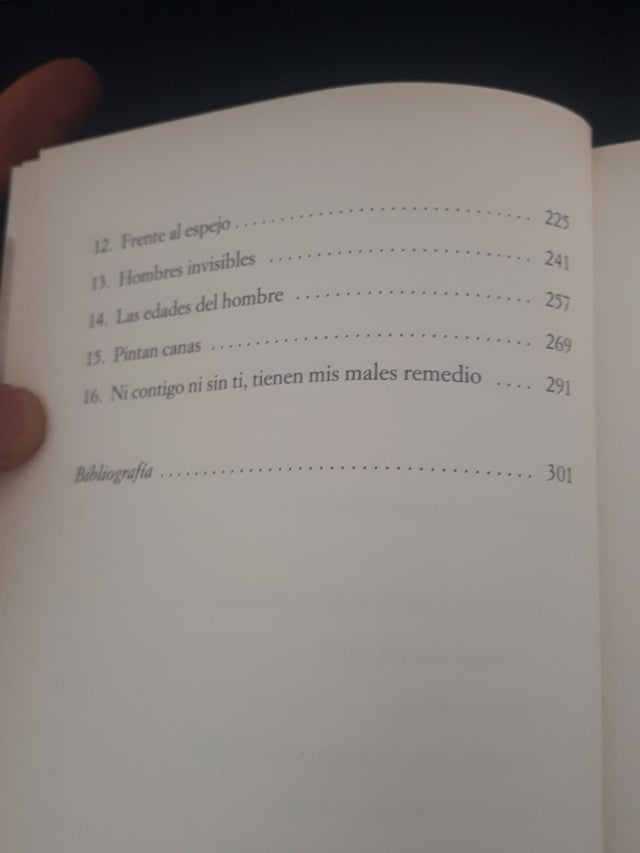 12. Frente al espejo ........................................ 225
13. Hombres invisibles .................................... 241
14. Las edades del hombre ................................ 257
15. Pintan canas ............................................ 269
16. Ni contigo ni sin ti, tienen mis males remedio .... 291
Bibliografía ................................................ 301